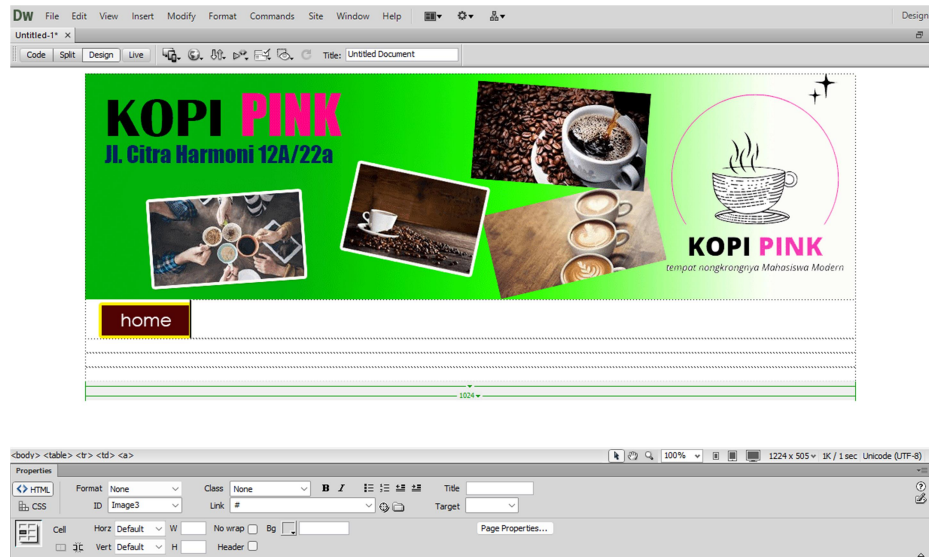 DW File Edit View Insert Modify Format Commands Site Window Help Design
Untitled-1* ×
Code Split Design Live Title: Untitled Document
KOPI PINK
Jl. Citra Harmoni 12A/22a
KOPI PINK
tempat nongkrongnya Mahasiswa Modern
home
1024
<body> <table> <tr> <td> <a> 100% 1224 x 505 1K / 1 sec Unicode (UTF-8)
Properties
<> HTML Format None Class None B I Title
CSS ID Image3 Link # Target
Cell Horz Default W No wrap Bg Page Properties...
Vert Default H Header